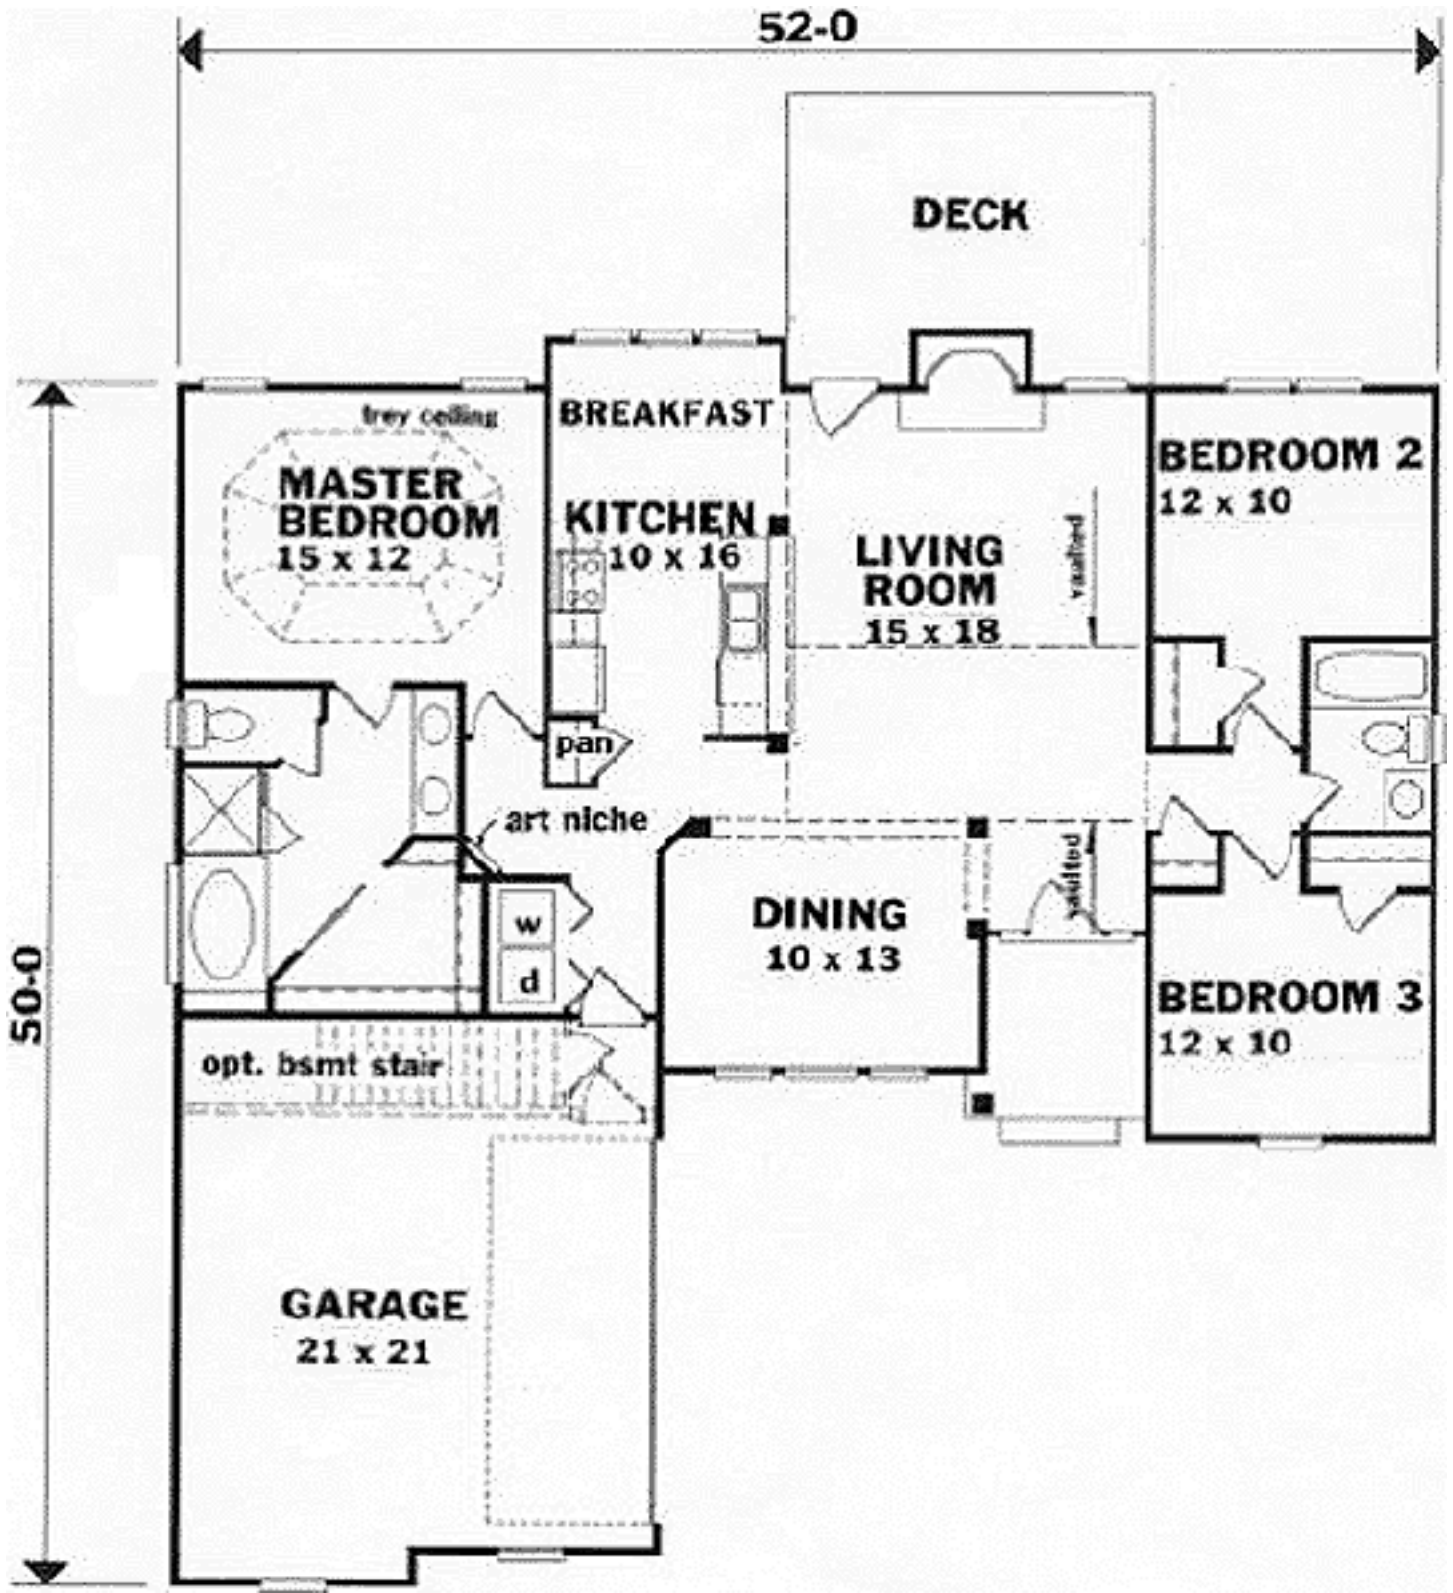 52-0
DECK
trey ceiling
BREAKFAST
MASTER
BEDROOM
15 x 12
KITCHEN
10 x 16
LIVING
ROOM
15 x 18
vaulted
BEDROOM 2
12 x 10
pan
art niche
vaulted
w
d
DINING
10 x 13
BEDROOM 3
12 x 10
50-0
opt. bsmt stair
GARAGE
21 x 21